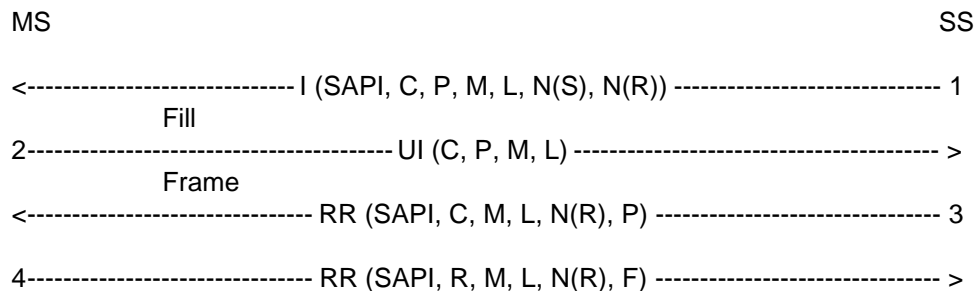 MS SS
<------------------------------ I (SAPI, C, P, M, L, N(S), N(R)) ------------------------------ 1
Fill
2----------------------------------------- UI (C, P, M, L) ----------------------------------------- >
Frame
<-------------------------------- RR (SAPI, C, M, L, N(R), P) -------------------------------- 3
4-------------------------------- RR (SAPI, R, M, L, N(R), F) -------------------------------- >